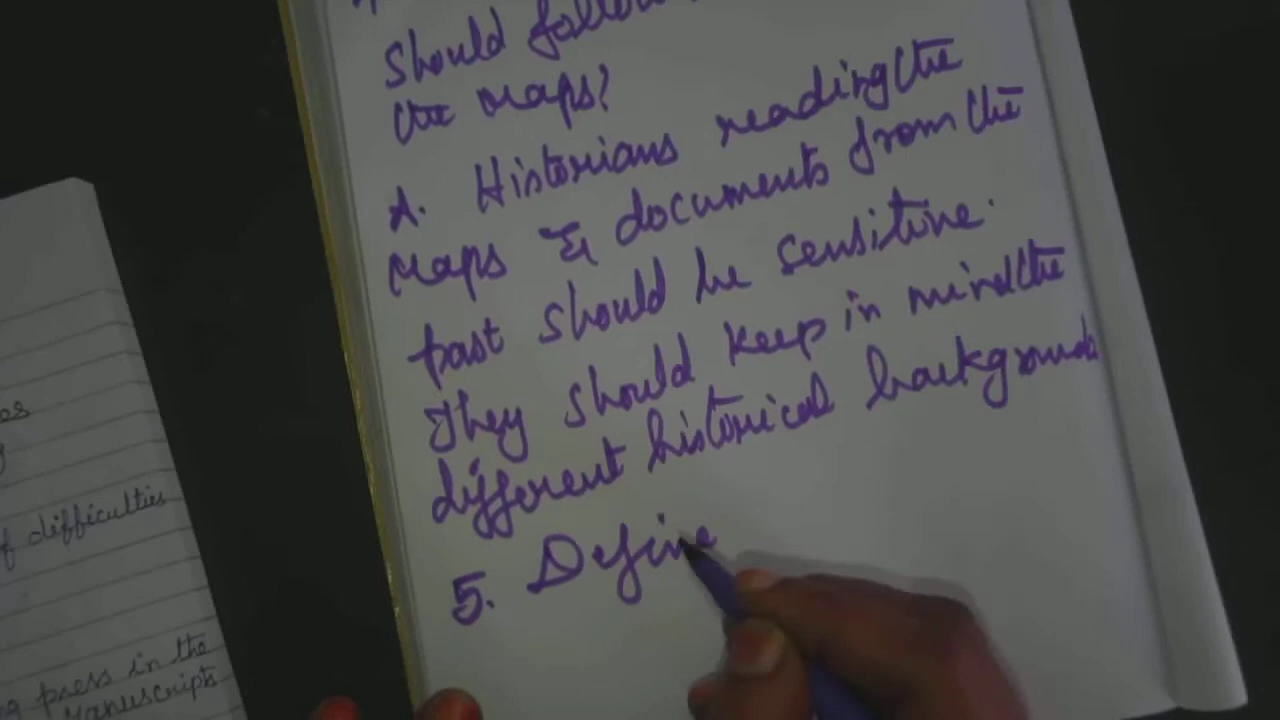 should follow
the maps?
A. Historians reading the
maps & documents from the
past should be sensitive.
They should keep in mind the
different historical backgrounds
5. Define
of difficulties
press in the
Manuscripts